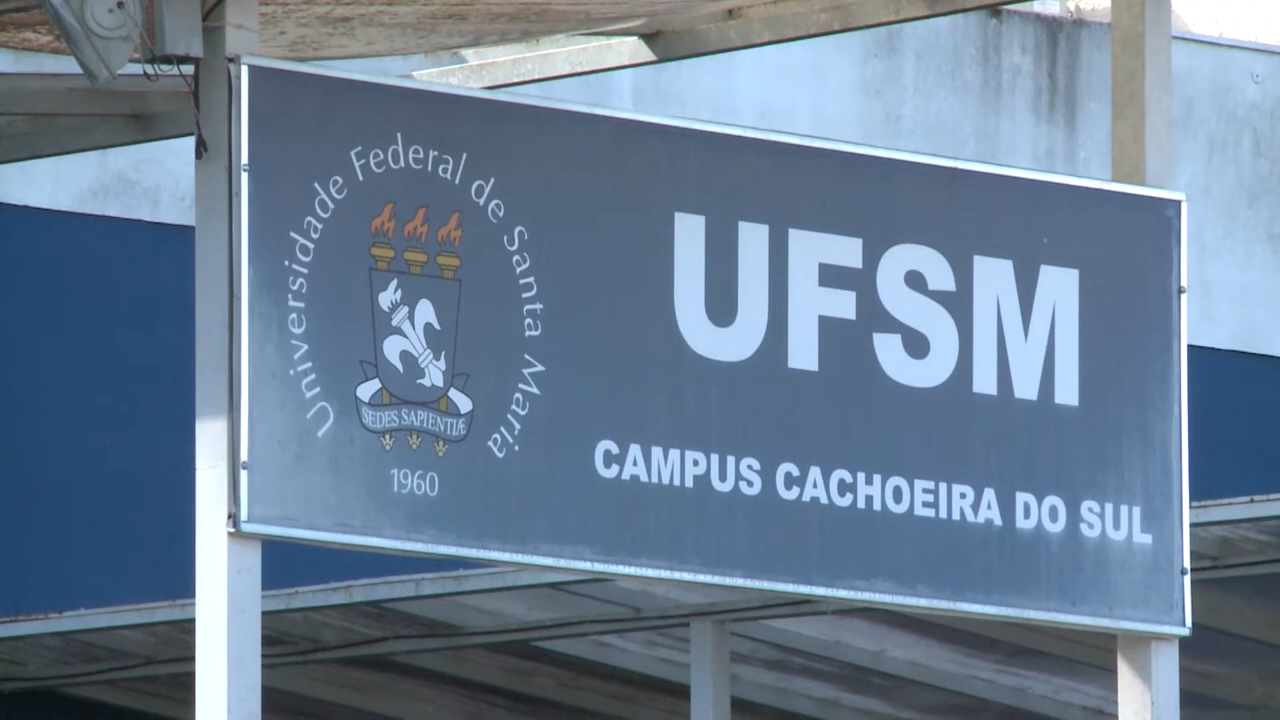 Universidade Federal de Santa Maria
SEDES SAPIENTIÆ
1960
UFSM
CAMPUS CACHOEIRA DO SUL